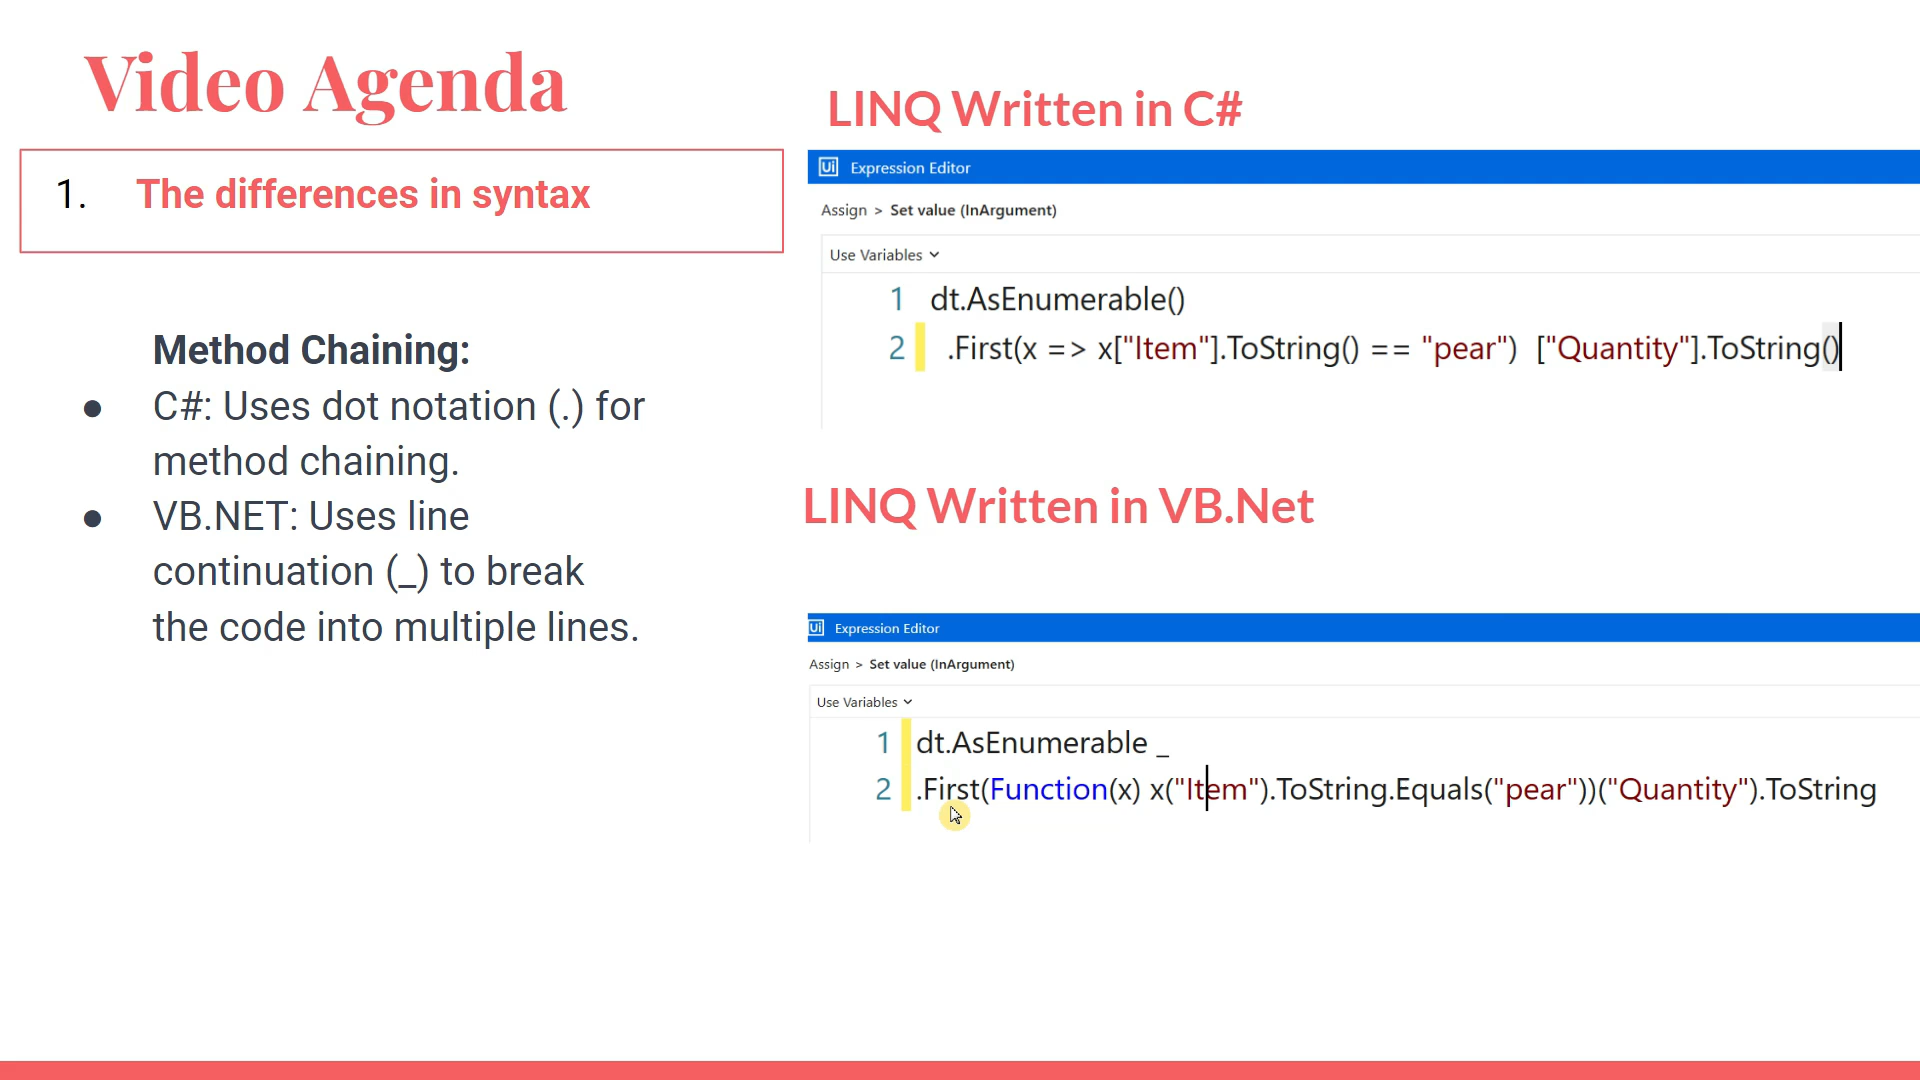 Video Agenda
1. The differences in syntax
Method Chaining:
● C#: Uses dot notation (.) for
method chaining.
● VB.NET: Uses line
continuation (_) to break
the code into multiple lines.
LINQ Written in C#
Ui Expression Editor
Assign > Set value (InArgument)
Use Variables
1 dt.AsEnumerable()
2 .First(x => x["Item"].ToString() == "pear") ["Quantity"].ToString()
LINQ Written in VB.Net
Ui Expression Editor
Assign > Set value (InArgument)
Use Variables
1 dt.AsEnumerable _
2 .First(Function(x) x("Item").ToString.Equals("pear"))("Quantity").ToString